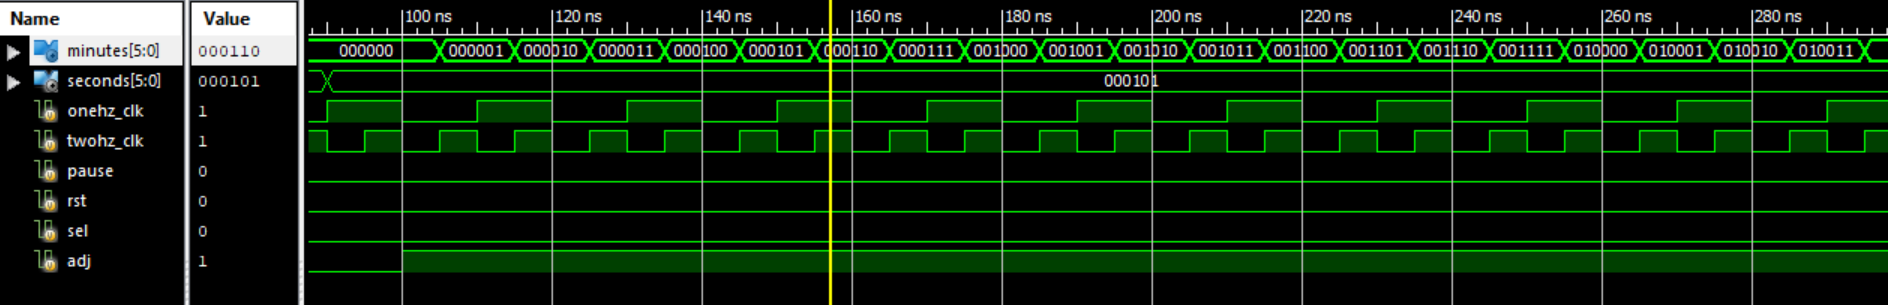 Name Value 100 ns 120 ns 140 ns 160 ns 180 ns 200 ns 220 ns 240 ns 260 ns 280 ns
minutes[5:0] 000110 000000 000001 000010 000011 000100 000101 000110 000111 001000 001001 001010 001011 001100 001101 001110 001111 010000 010001 010010 010011
seconds[5:0] 000101 000101
onehz_clk 1
twohz_clk 1
pause 0
rst 0
sel 0
adj 1